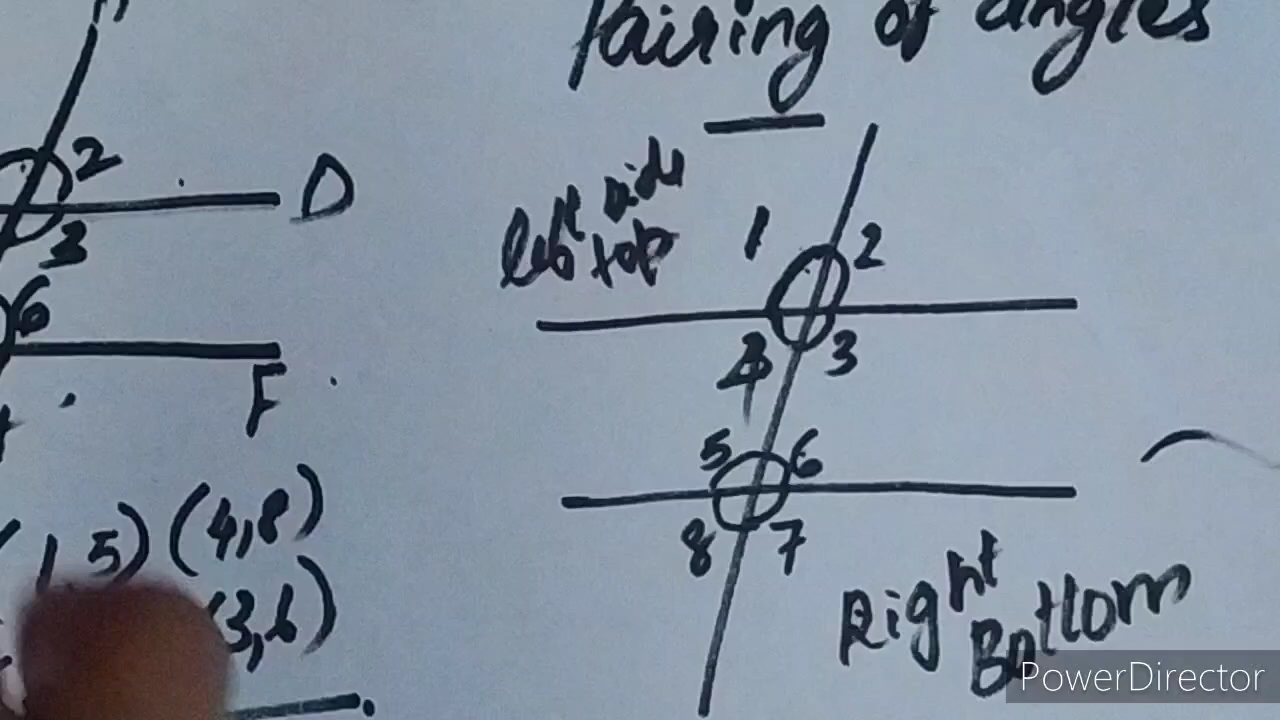 Pairing of angles
2
D
3
6
F
1,5) (4,8)
(3,6)
left side
top
1
2
4
3
5
6
8
7
Right
Bottom
PowerDirector